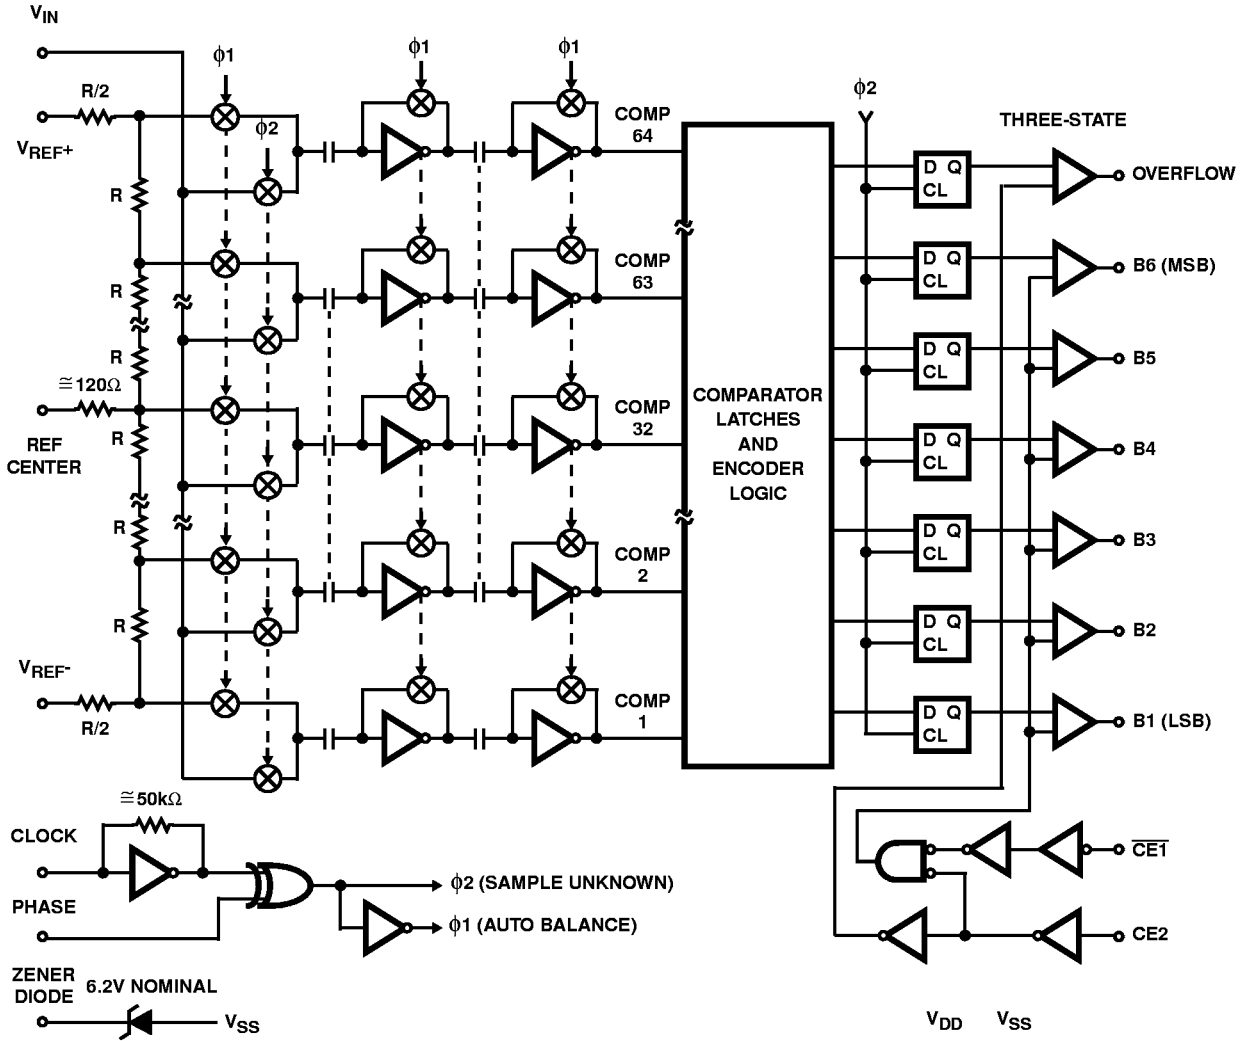 V_IN
ϕ1
ϕ1
ϕ1
R/2
V_REF+
ϕ2
ϕ2
COMP
64
THREE-STATE
R
D Q
CL
OVERFLOW
R
COMP
63
D Q
CL
B6 (MSB)
R
≅120Ω
D Q
CL
B5
REF
CENTER
R
COMP
32
COMPARATOR
LATCHES
AND
ENCODER
LOGIC
D Q
CL
B4
R
COMP
2
D Q
CL
B3
R
D Q
CL
B2
V_REF-
R/2
COMP
1
D Q
CL
B1 (LSB)
≅50kΩ
CLOCK
PHASE
ϕ2 (SAMPLE UNKNOWN)
ϕ1 (AUTO BALANCE)
C̅E̅1̅
CE2
ZENER
DIODE
6.2V NOMINAL
V_SS
V_DD
V_SS